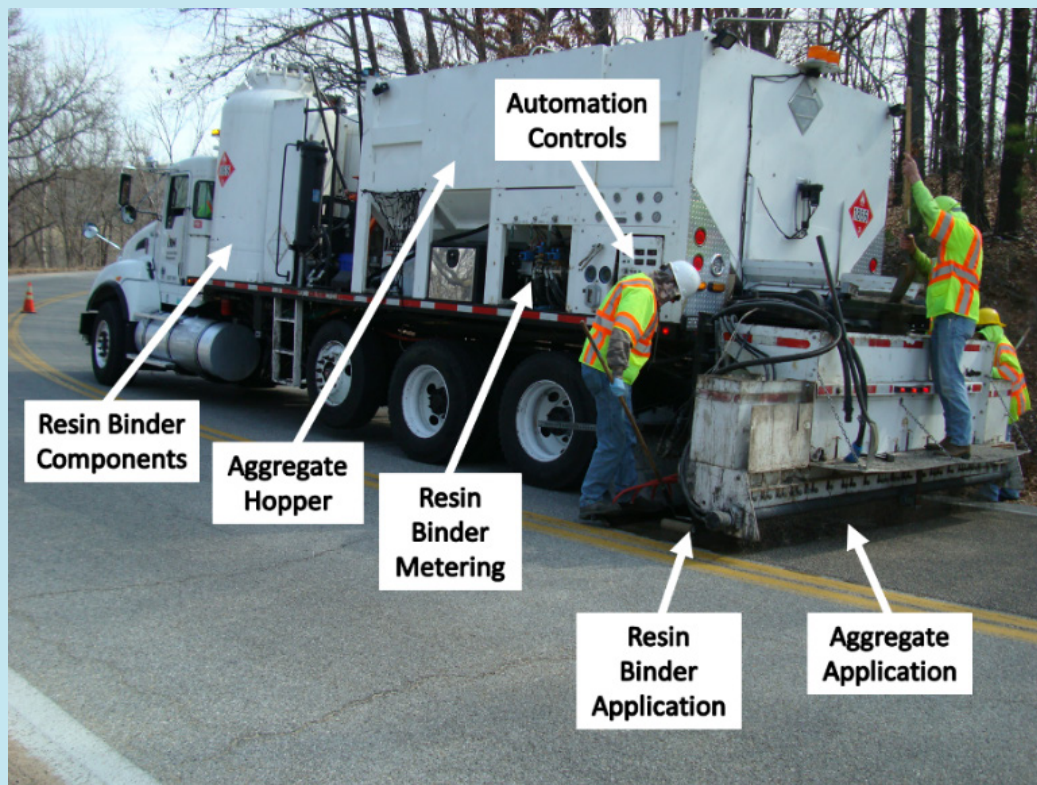 Automation
Controls
Resin Binder
Components
Aggregate
Hopper
Resin
Binder
Metering
Resin
Binder
Application
Aggregate
Application